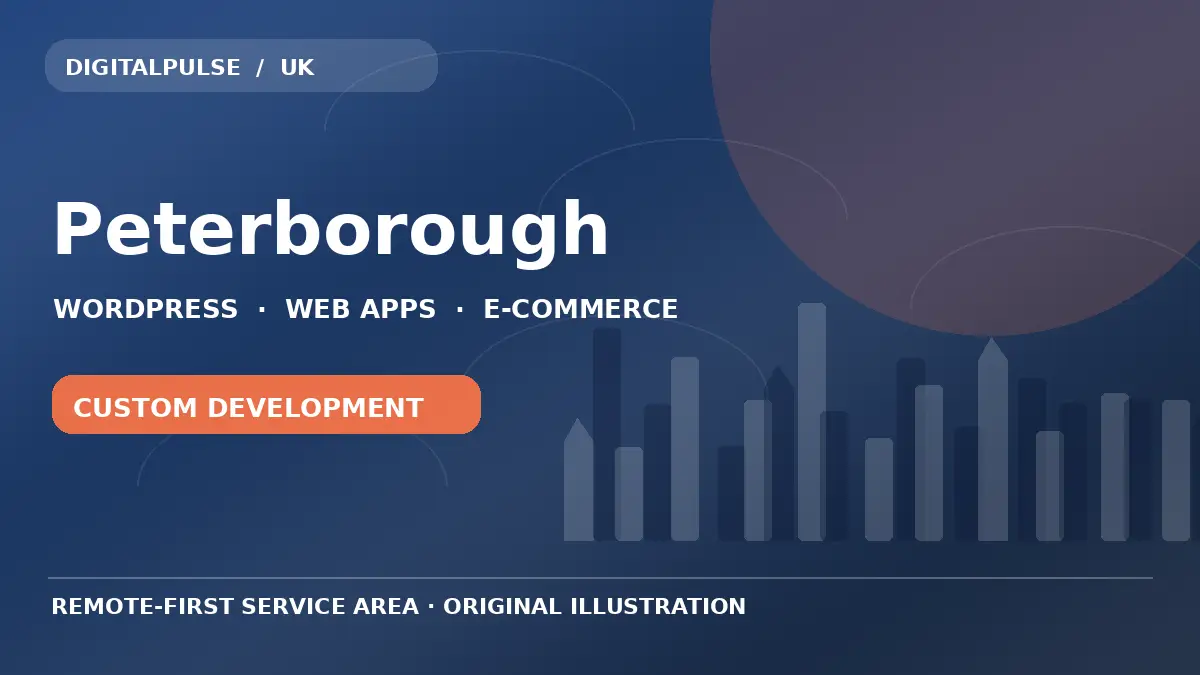 DIGITALPULSE / UK
Peterborough
WORDPRESS · WEB APPS · E-COMMERCE
CUSTOM DEVELOPMENT
REMOTE-FIRST SERVICE AREA · ORIGINAL ILLUSTRATION